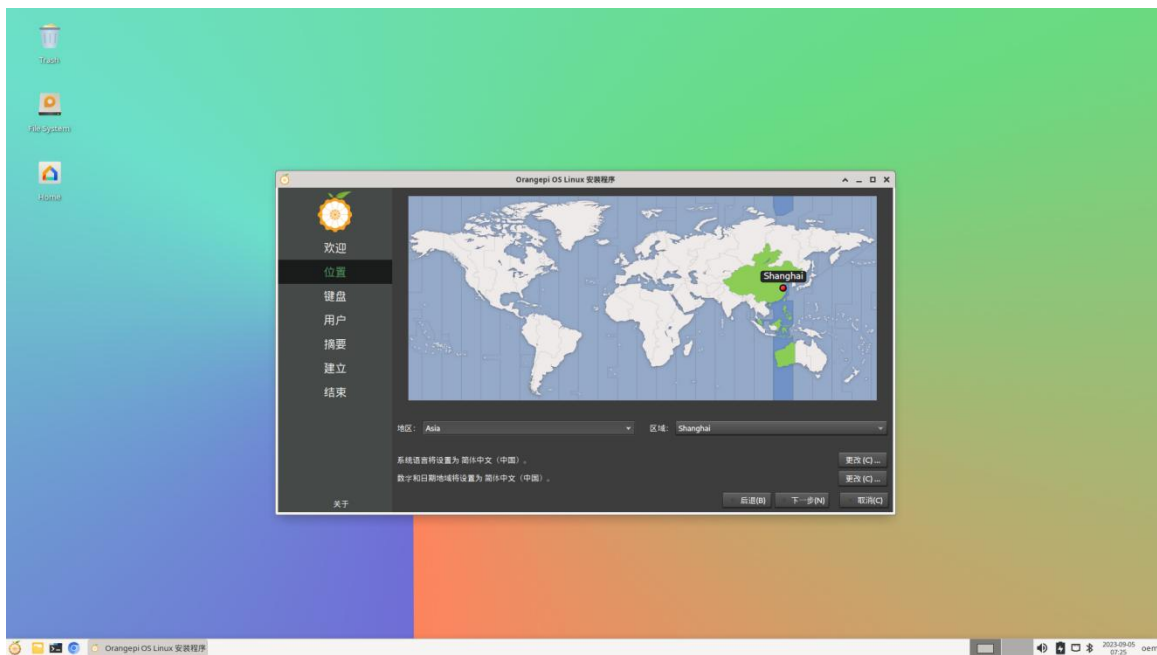 Trash
File System
Home
Orangepi OS Linux 安装程序
欢迎
位置
键盘
用户
摘要
建立
结束
关于
Shanghai
地区: Asia
区域: Shanghai
系统语言将设置为 简体中文（中国）。
更改 (C) ...
数字和日期地域将设置为 简体中文（中国）。
更改 (C) ...
后退(B)
下一步(N)
取消(C)
Orangepi OS Linux 安装程序
2023-09-05
07:25
oem